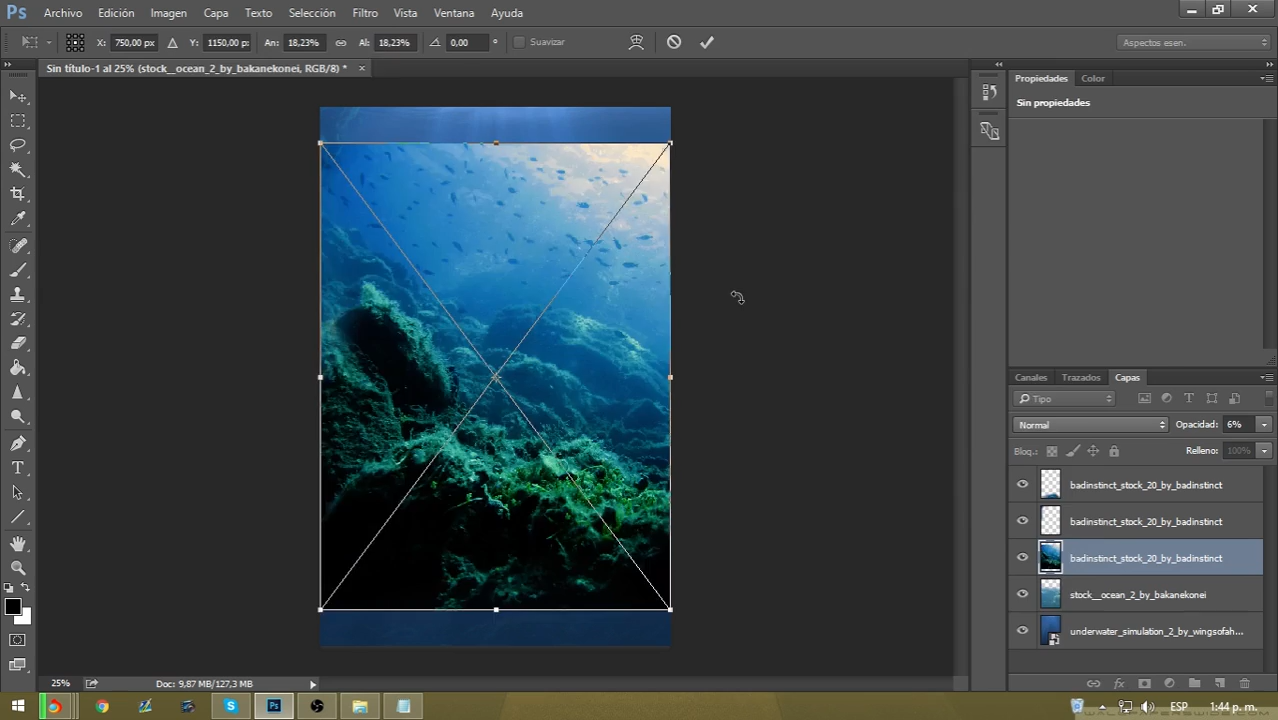 Ps Archivo Edición Imagen Capa Texto Selección Filtro Vista Ventana Ayuda
X: 750,00 px Y: 1150,00 p: An: 18,23% Al: 18,23% 0,00 ° Suavizar Aspectos esen.
Sin título-1 al 25% (stock__ocean_2_by_bakanekonei, RGB/8) *
Propiedades Color
Sin propiedades
Canales Trazados Capas
Tipo
Normal Opacidad: 6%
Bloq.: Relleno: 100%
badinstinct_stock_20_by_badinstinct
badinstinct_stock_20_by_badinstinct
badinstinct_stock_20_by_badinstinct
stock__ocean_2_by_bakanekonei
underwater_simulation_2_by_wingsofah...
25% Doc: 9,87 MB/127,3 MB
Ps ESP 1:44 p. m.